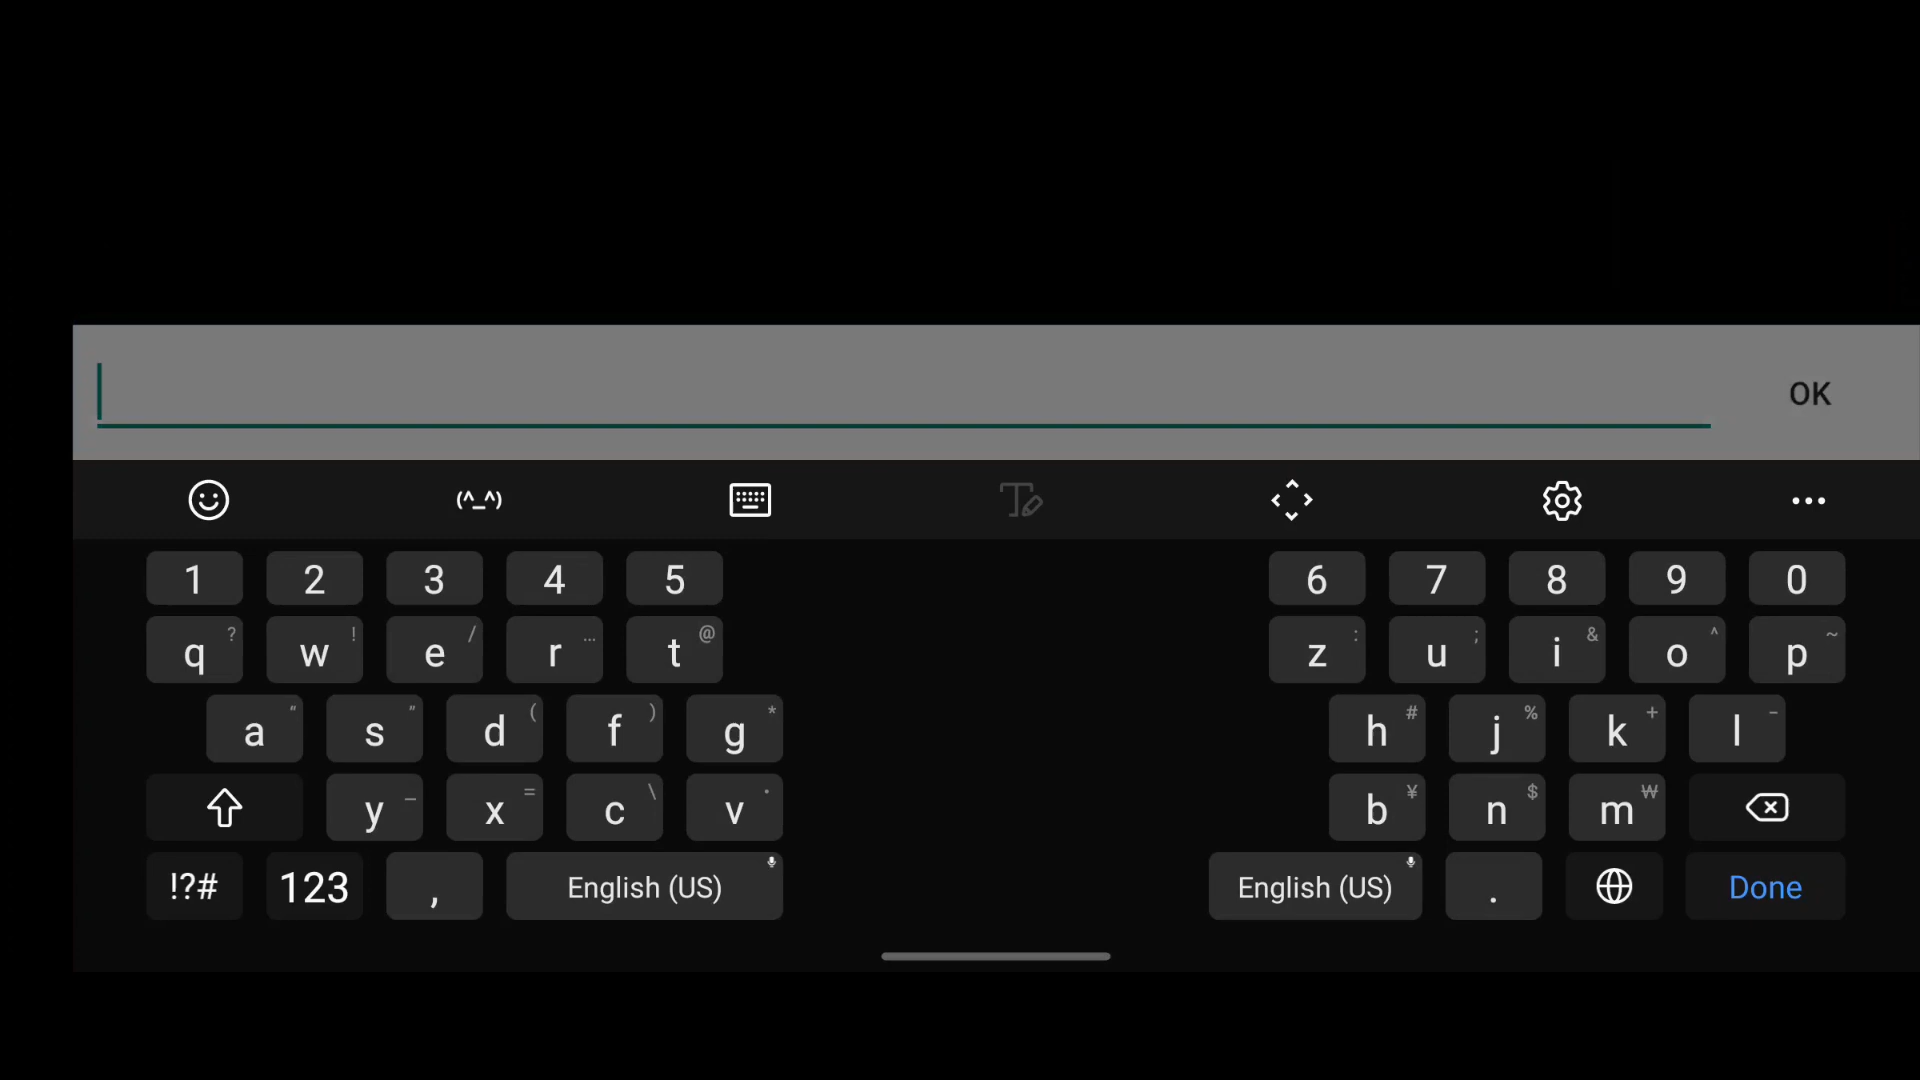 OK
(^_^)
1 2 3 4 5 6 7 8 9 0
q ? w ! e / r ... t @ z : u ; i & o ^ p ~
a " s " d ( f ) g * h # j % k + l -
y _ x = c \ v · b ¥ n $ m ₩
!?# 123 , English (US) English (US) . Done